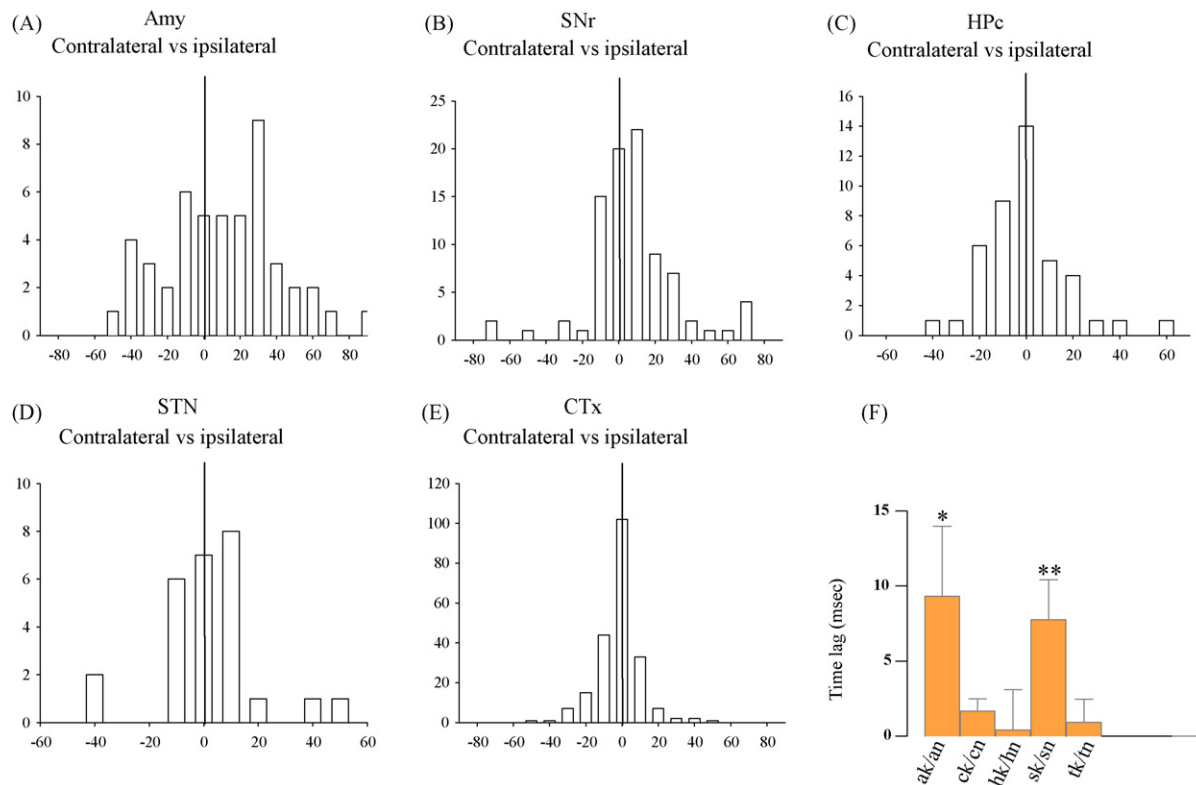 (A)
Amy
Contralateral vs ipsilateral
10
8
6
4
2
0
-80 -60 -40 -20 0 20 40 60 80
(B)
SNr
Contralateral vs ipsilateral
25
20
15
10
5
0
-80 -60 -40 -20 0 20 40 60 80
(C)
HPc
Contralateral vs ipsilateral
16
14
12
10
8
6
4
2
0
-60 -40 -20 0 20 40 60
(D)
STN
Contralateral vs ipsilateral
10
8
6
4
2
0
-60 -40 -20 0 20 40 60
(E)
CTx
Contralateral vs ipsilateral
120
100
80
60
40
20
0
-80 -60 -40 -20 0 20 40 60 80
(F)
Time lag (msec)
15
10
5
0
*
**
ak/an ck/cn hk/hn sk/sn tk/tn